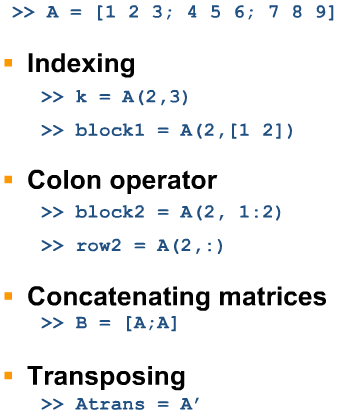 >> A = [1 2 3; 4 5 6; 7 8 9]
▪ Indexing
>> k = A(2,3)
>> block1 = A(2,[1 2])
▪ Colon operator
>> block2 = A(2, 1:2)
>> row2 = A(2,:)
▪ Concatenating matrices
>> B = [A;A]
▪ Transposing
>> Atrans = A’